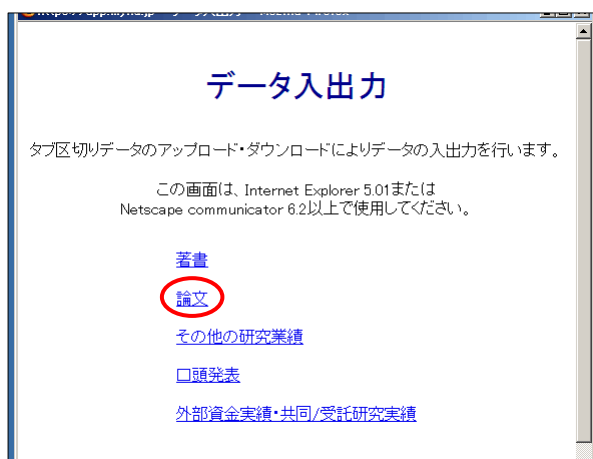 データ入出力
タブ区切りデータのアップロード・ダウンロードによりデータの入出力を行います。
この画面は、Internet Explorer 5.01または
Netscape communicator 6.2以上で使用してください。
著書
論文
その他の研究業績
口頭発表
外部資金実績・共同/受託研究実績